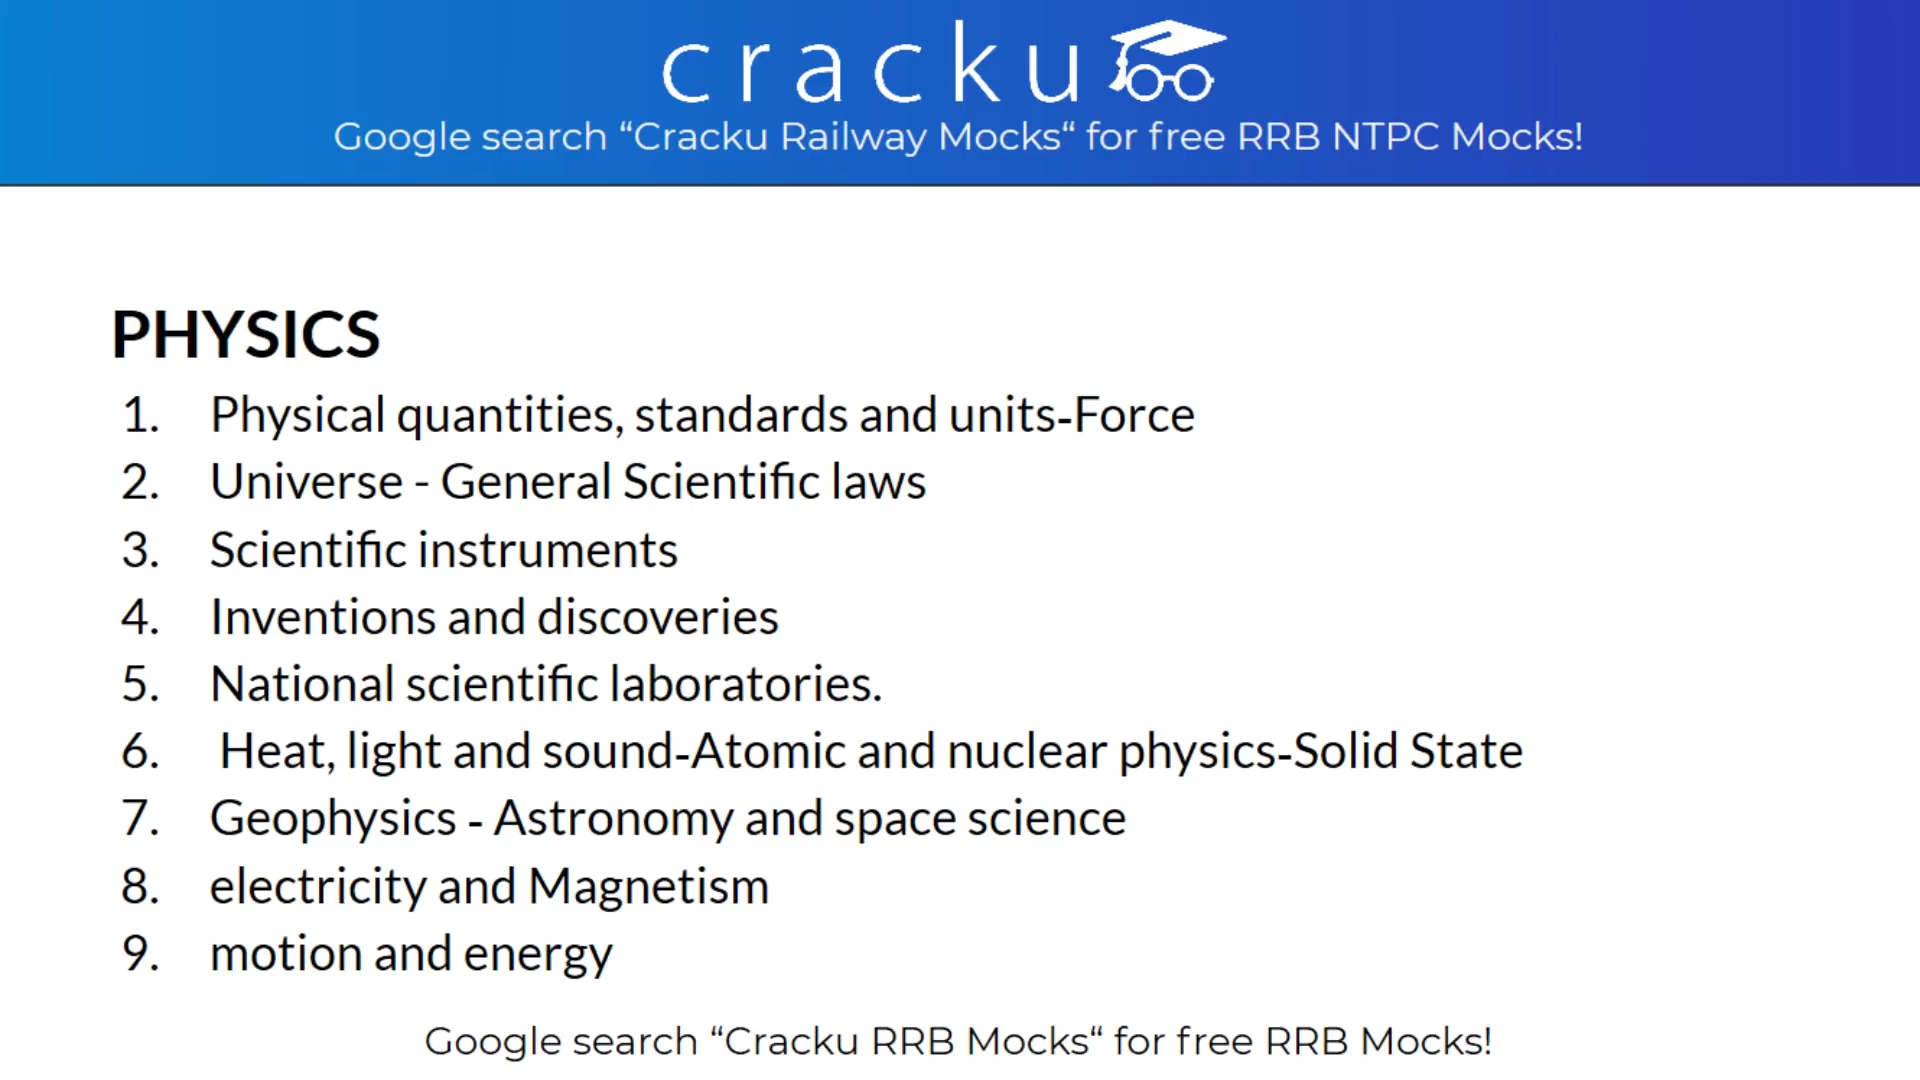 cracku
Google search “Cracku Railway Mocks“ for free RRB NTPC Mocks!
PHYSICS
1. Physical quantities, standards and units-Force
2. Universe - General Scientific laws
3. Scientific instruments
4. Inventions and discoveries
5. National scientific laboratories.
6. Heat, light and sound-Atomic and nuclear physics-Solid State
7. Geophysics - Astronomy and space science
8. electricity and Magnetism
9. motion and energy
Google search “Cracku RRB Mocks“ for free RRB Mocks!